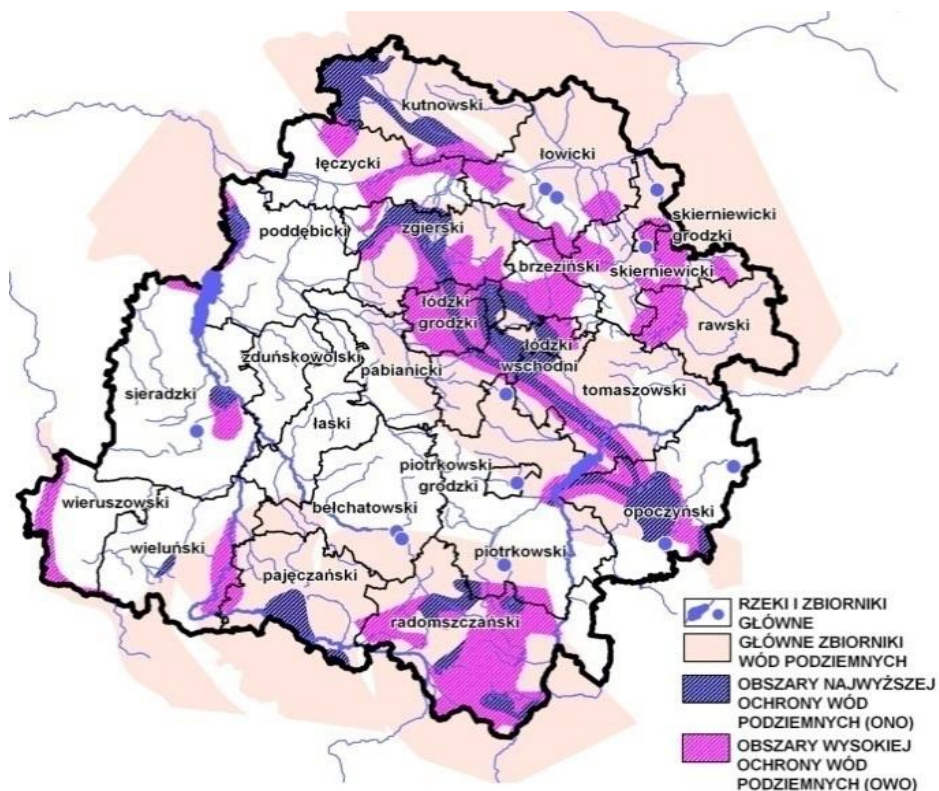 kutnowski
łęczycki
łowicki
skierniewicki
grodzki
poddębicki
zgierski
brzeziński
skierniewicki
łódzki
grodzki
rawski
łódzki
wschodni
zduńskowolski
pabianicki
tomaszowski
sieradzki
łaski
piotrkowski
grodzki
wieruszowski
bełchatowski
opoczyński
wieluński
piotrkowski
pajęczański
radomszczański
RZEKI I ZBIORNIKI
GŁÓWNE
GŁÓWNE ZBIORNIKI
WÓD PODZIEMNYCH
OBSZARY NAJWYŻSZEJ
OCHRONY WÓD
PODZIEMNYCH (ONO)
OBSZARY WYSOKIEJ
OCHRONY WÓD
PODZIEMNYCH (OWO)